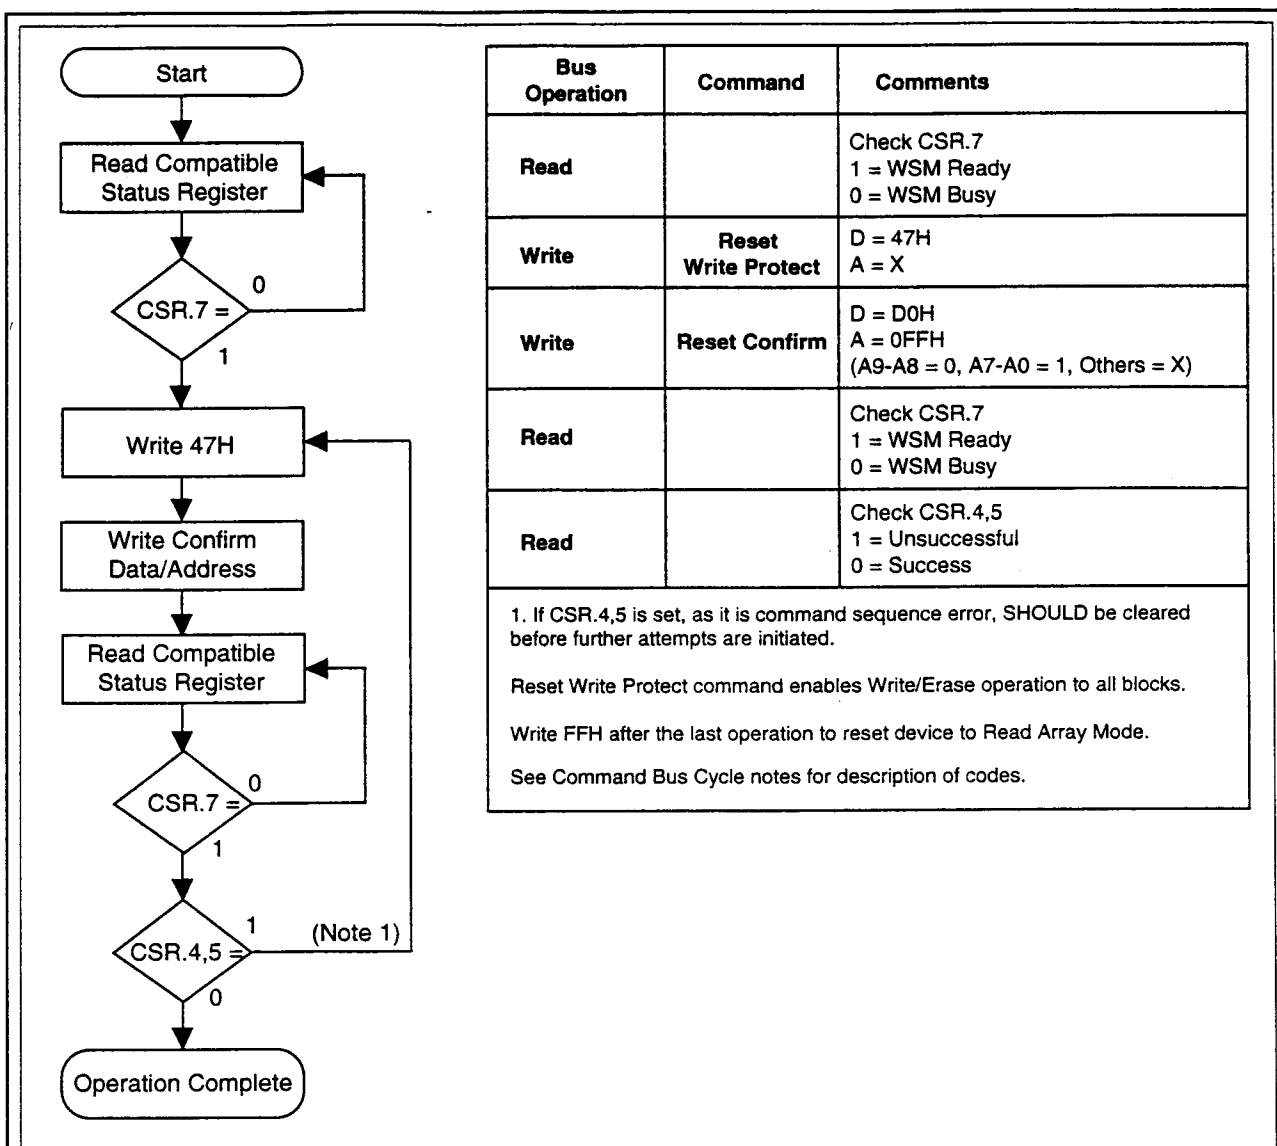 Start
Read Compatible
Status Register
0
CSR.7 =
1
Write 47H
Write Confirm
Data/Address
Read Compatible
Status Register
0
CSR.7 =
1
1
(Note 1)
CSR.4,5 =
0
Operation Complete
Bus
Operation
Command
Comments
Read
Check CSR.7
1 = WSM Ready
0 = WSM Busy
Write
Reset
Write Protect
D = 47H
A = X
Write
Reset Confirm
D = D0H
A = 0FFH
(A9-A8 = 0, A7-A0 = 1, Others = X)
Read
Check CSR.7
1 = WSM Ready
0 = WSM Busy
Read
Check CSR.4,5
1 = Unsuccessful
0 = Success
1. If CSR.4,5 is set, as it is command sequence error, SHOULD be cleared
before further attempts are initiated.
Reset Write Protect command enables Write/Erase operation to all blocks.
Write FFH after the last operation to reset device to Read Array Mode.
See Command Bus Cycle notes for description of codes.